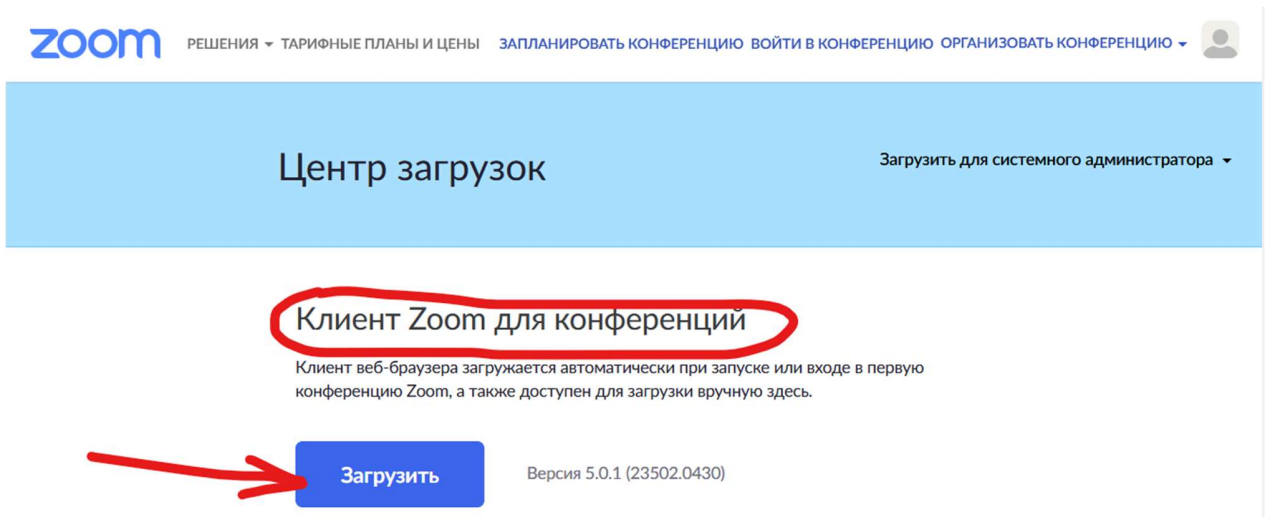 zoom РЕШЕНИЯ ТАРИФНЫЕ ПЛАНЫ И ЦЕНЫ ЗАПЛАНИРОВАТЬ КОНФЕРЕНЦИЮ ВОЙТИ В КОНФЕРЕНЦИЮ ОРГАНИЗОВАТЬ КОНФЕРЕНЦИЮ
Центр загрузок
Загрузить для системного администратора
Клиент Zoom для конференций
Клиент веб-браузера загружается автоматически при запуске или входе в первую
конференцию Zoom, а также доступен для загрузки вручную здесь.
Загрузить
Версия 5.0.1 (23502.0430)